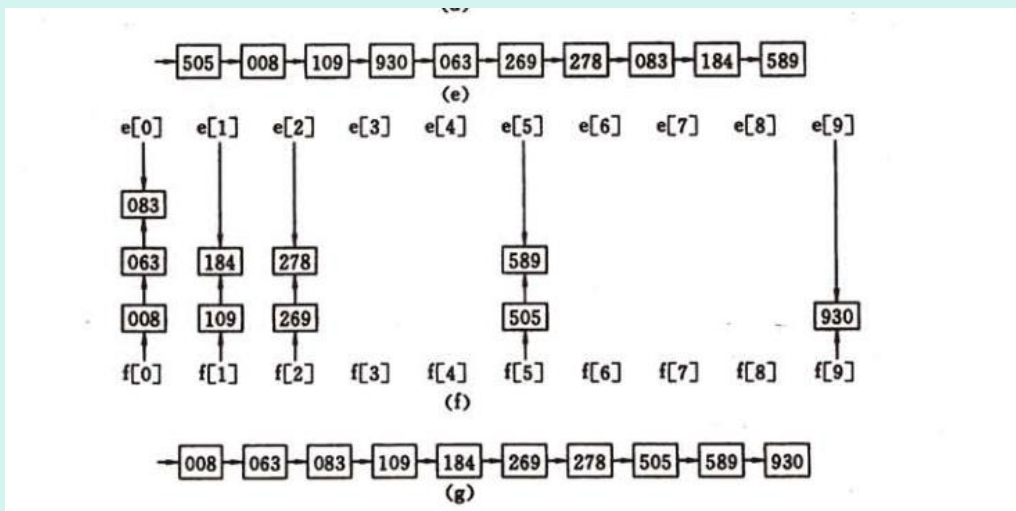 505 008 109 930 063 269 278 083 184 589
(e)
e[0] e[1] e[2] e[3] e[4] e[5] e[6] e[7] e[8] e[9]
083
063 184 278 589
008 109 269 505 930
f[0] f[1] f[2] f[3] f[4] f[5] f[6] f[7] f[8] f[9]
(f)
008 063 083 109 184 269 278 505 589 930
(g)